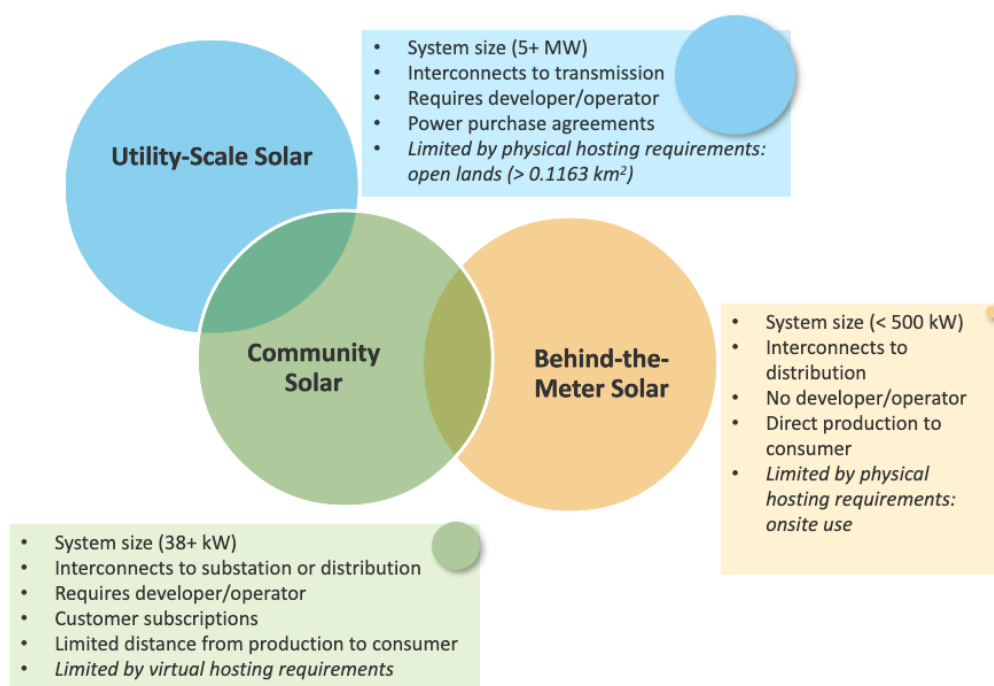 • System size (5+ MW)
• Interconnects to transmission
• Requires developer/operator
• Power purchase agreements
• Limited by physical hosting requirements:
open lands (> 0.1163 km²)
Utility-Scale Solar
Community
Solar
Behind-the-
Meter Solar
• System size (< 500 kW)
• Interconnects to
distribution
• No developer/operator
• Direct production to
consumer
• Limited by physical
hosting requirements:
onsite use
• System size (38+ kW)
• Interconnects to substation or distribution
• Requires developer/operator
• Customer subscriptions
• Limited distance from production to consumer
• Limited by virtual hosting requirements